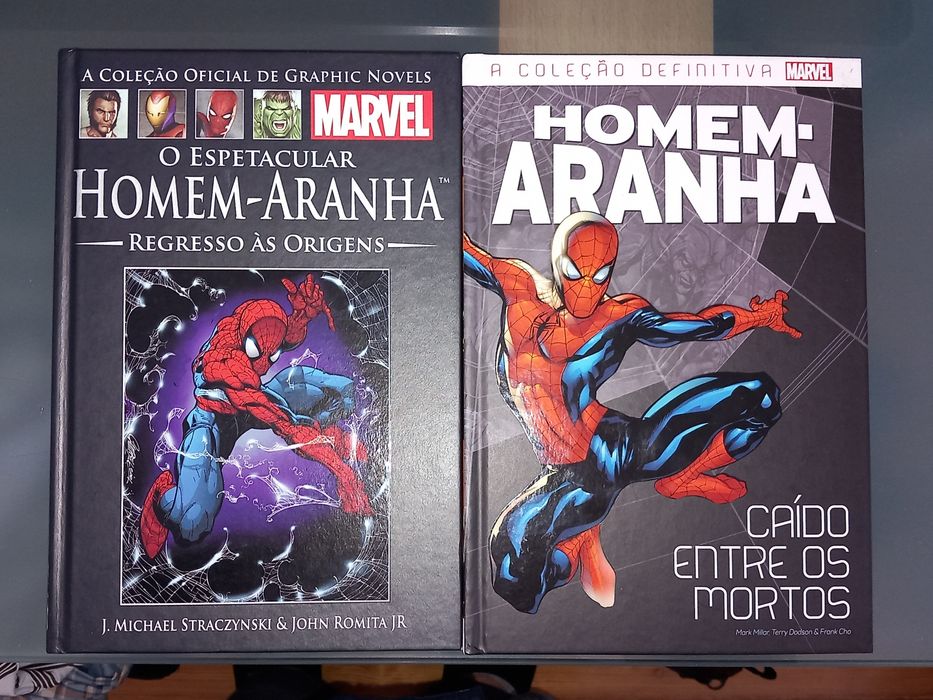 A COLEÇÃO OFICIAL DE GRAPHIC NOVELS
MARVEL
O ESPETACULAR
HOMEM-ARANHA™
REGRESSO ÀS ORIGENS
J. MICHAEL STRACZYNSKI & JOHN ROMITA JR
A COLEÇÃO DEFINITIVA MARVEL
HOMEM-
ARANHA
CAÍDO
ENTRE OS
MORTOS
Mark Millar, Terry Dodson & Frank Cho